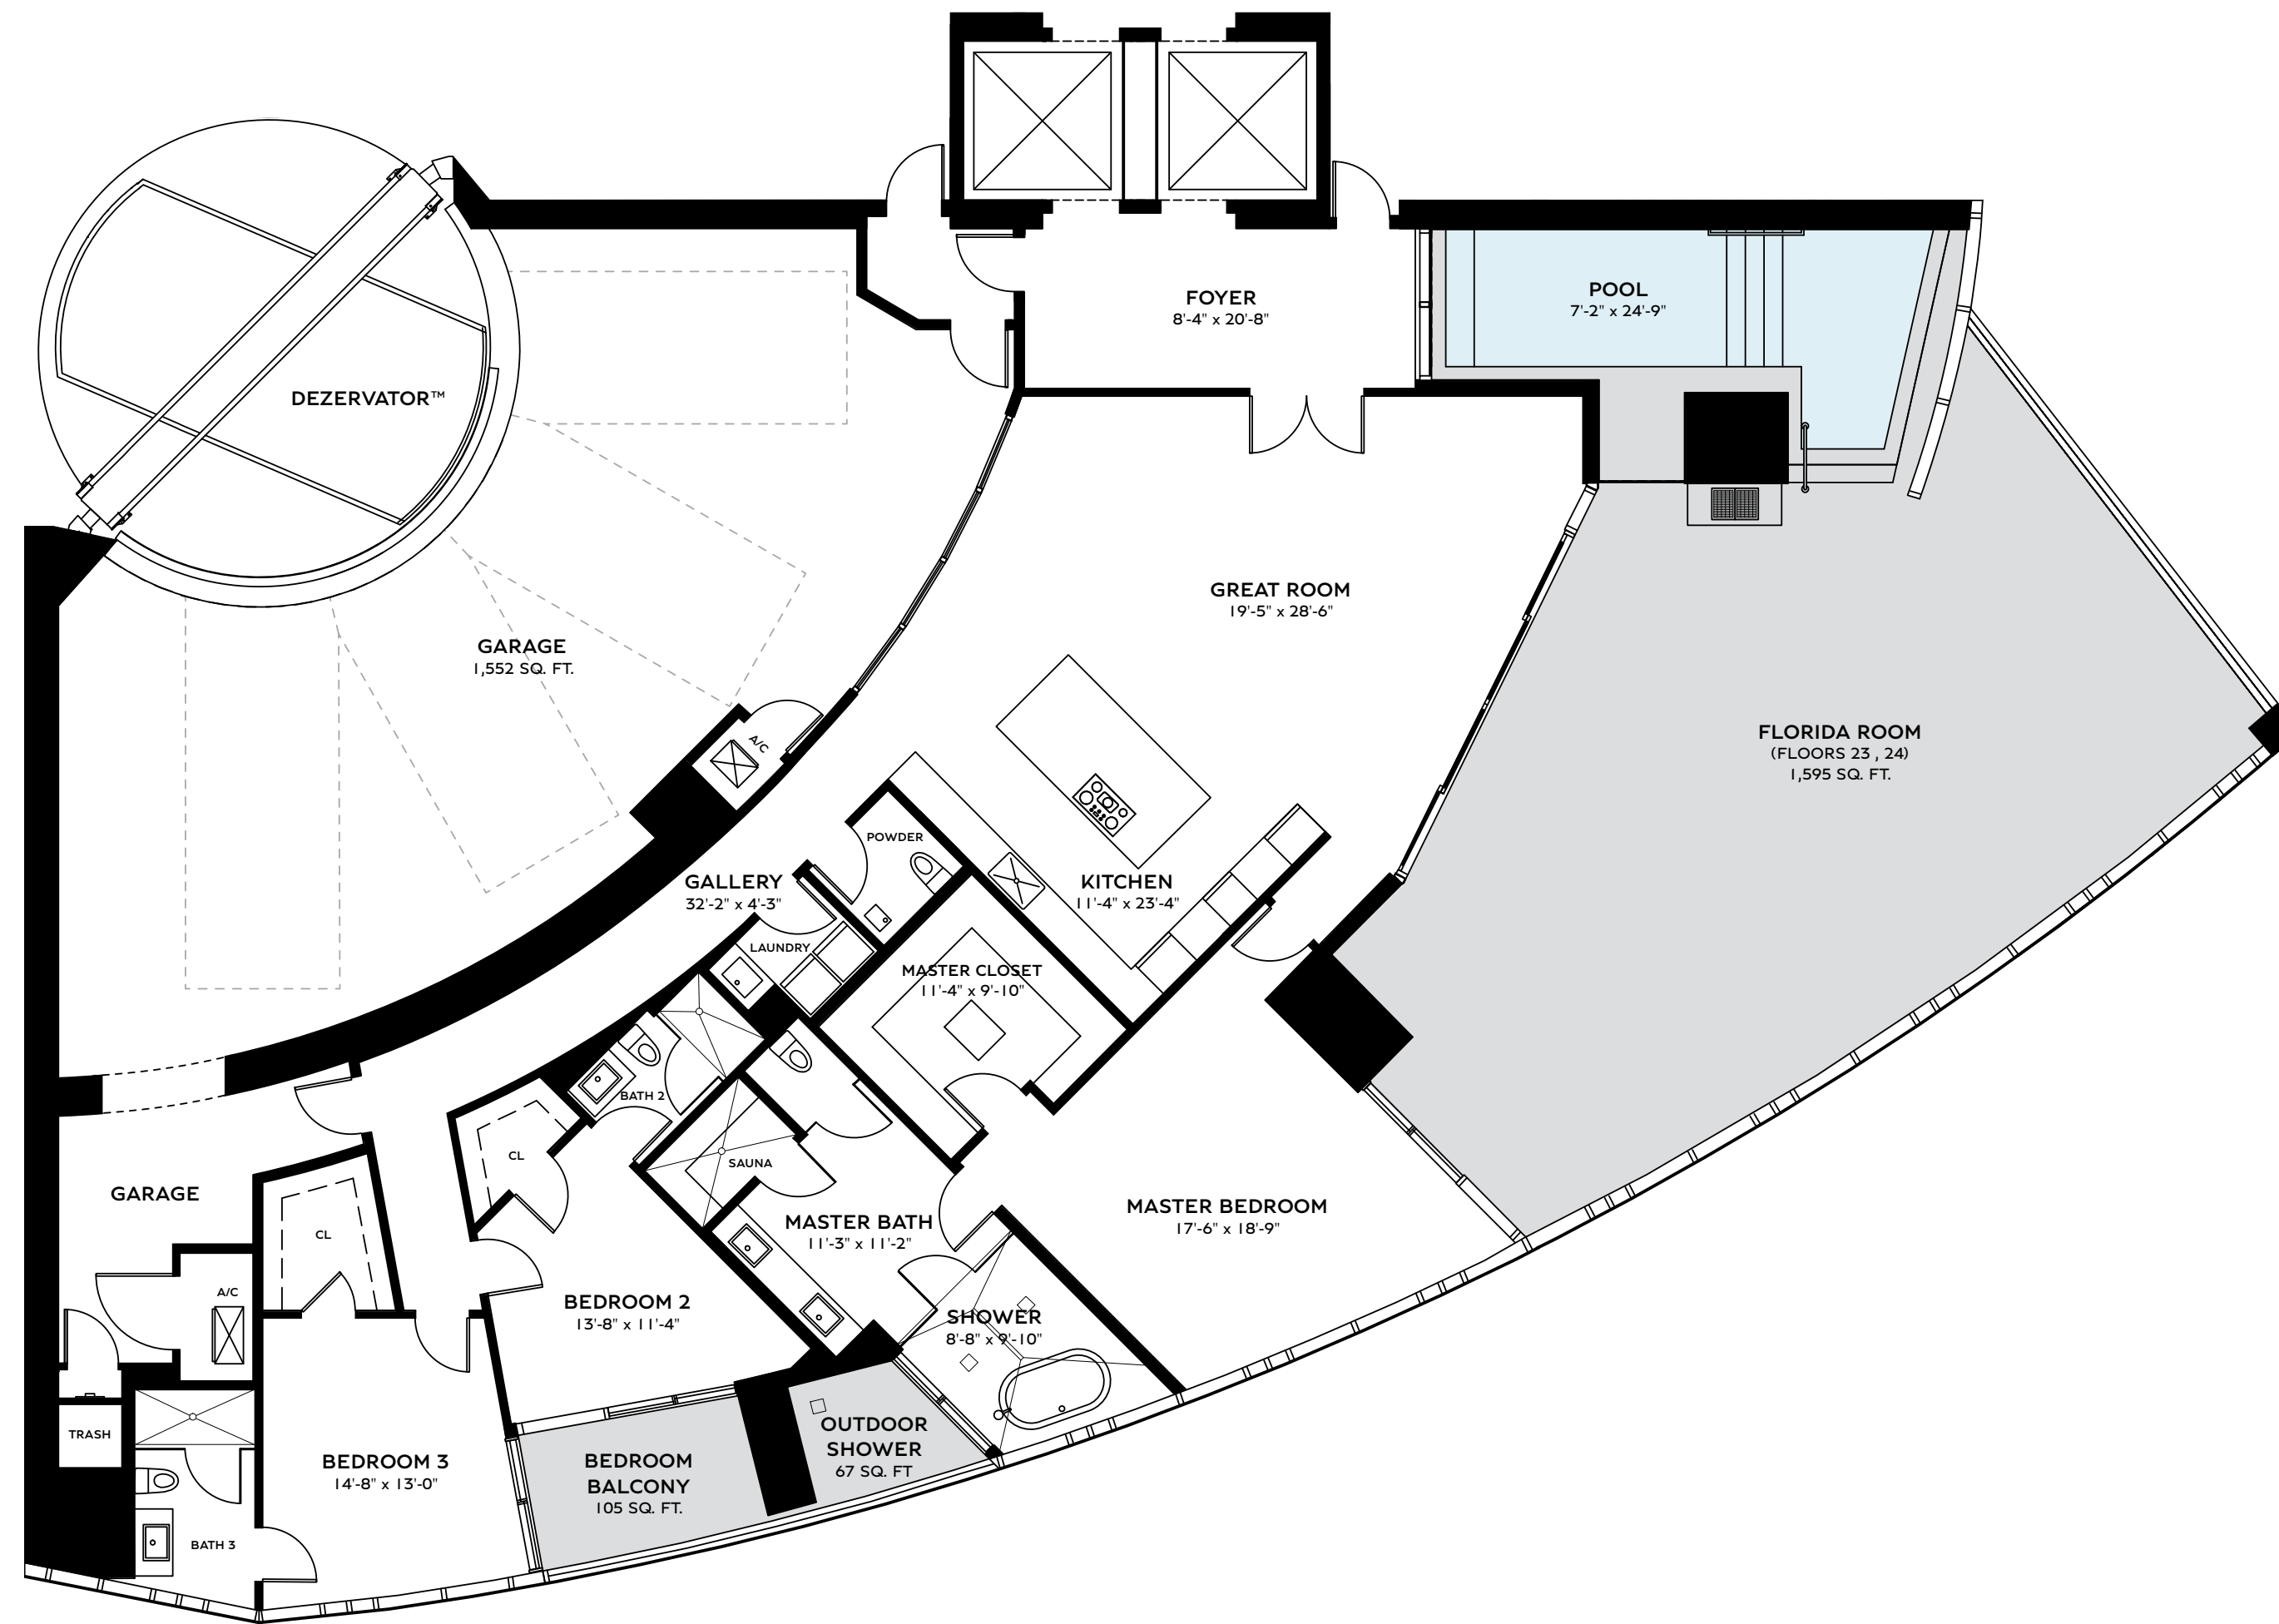 FOYER
8'-4" x 20'-8"
POOL
7'-2" x 24'-9"
DEZERVATOR™
GREAT ROOM
19'-5" x 28'-6"
GARAGE
1,552 SQ. FT.
FLORIDA ROOM
(FLOORS 23 , 24)
1,595 SQ. FT.
A/C
POWDER
GALLERY
32'-2" x 4'-3"
KITCHEN
11'-4" x 23'-4"
LAUNDRY
MASTER CLOSET
11'-4" x 9'-10"
BATH 2
CL
SAUNA
GARAGE
CL
MASTER BATH
11'-3" x 11'-2"
MASTER BEDROOM
17'-6" x 18'-9"
A/C
BEDROOM 2
13'-8" x 11'-4"
SHOWER
8'-8" x 9'-10"
TRASH
BEDROOM 3
14'-8" x 13'-0"
BEDROOM
BALCONY
105 SQ. FT.
OUTDOOR
SHOWER
67 SQ. FT
BATH 3